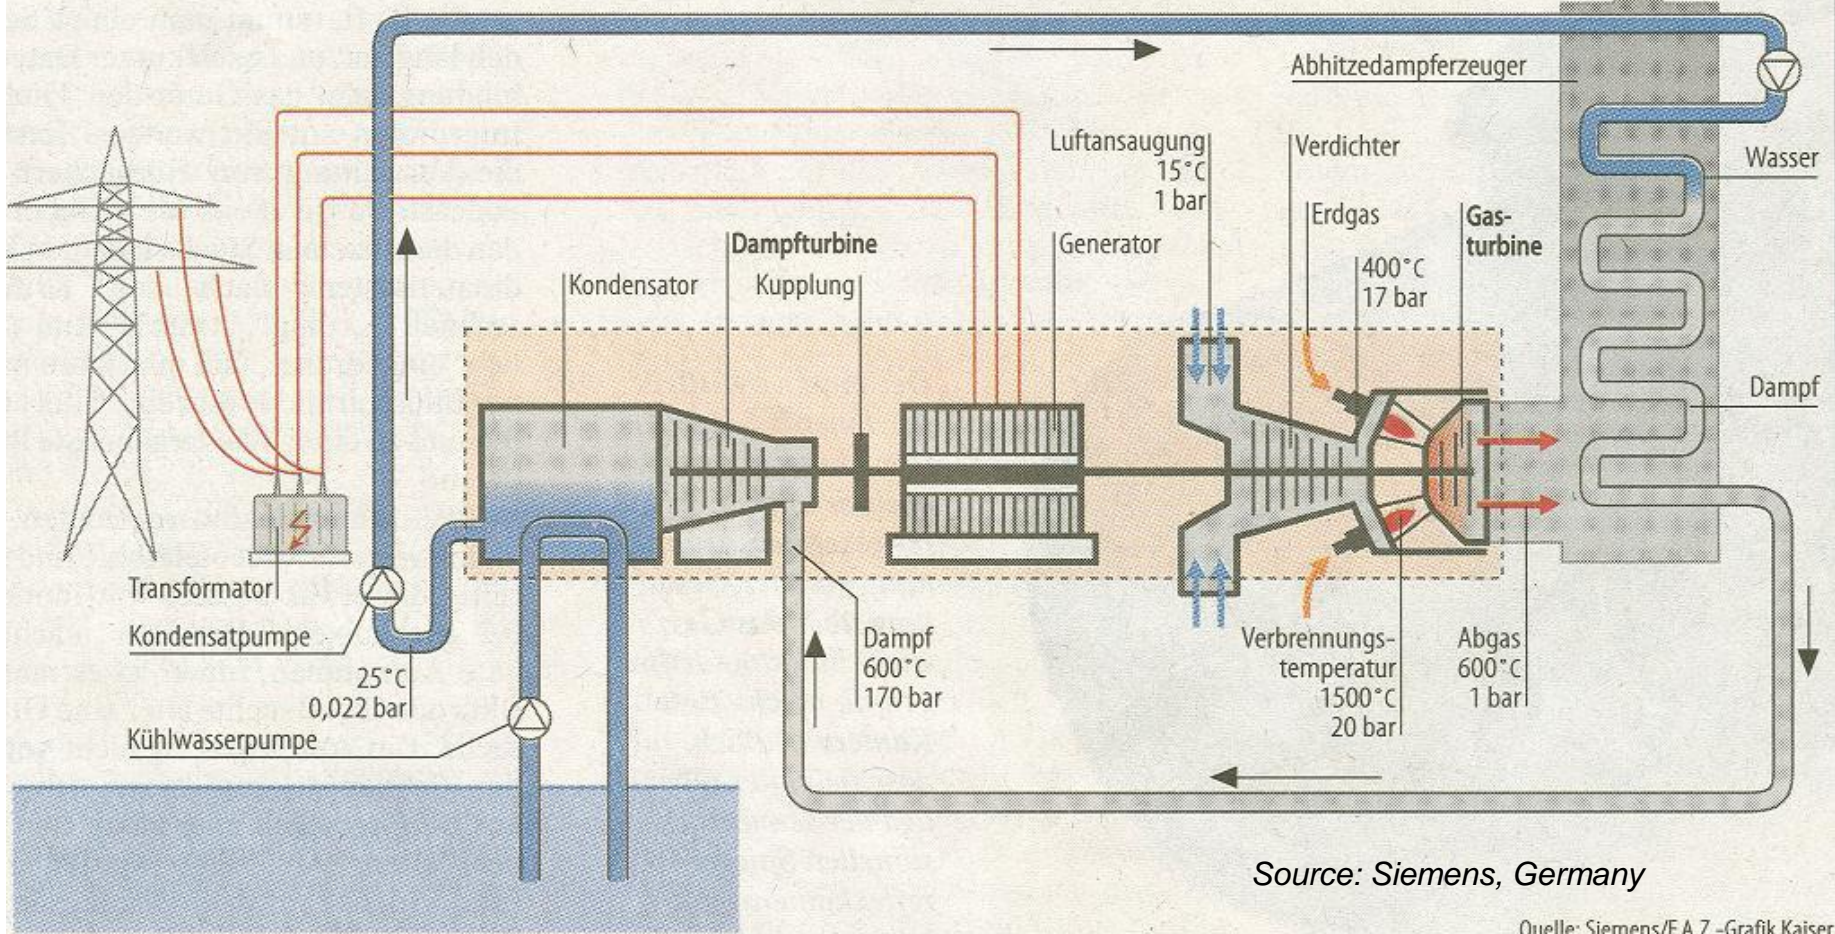 Abhitzedampferzeuger
Luftansaugung
15°C
1 bar
Verdichter
Wasser
Erdgas
Gas-
turbine
Dampfturbine
Generator
400°C
17 bar
Kondensator
Kupplung
Dampf
Transformator
Kondensatpumpe
25°C
0,022 bar
Kühlwasserpumpe
Dampf
600°C
170 bar
Verbrennungs-
temperatur
1500°C
20 bar
Abgas
600°C
1 bar
Source: Siemens, Germany
Quelle: Siemens/F.A.Z.-Grafik Kaiser